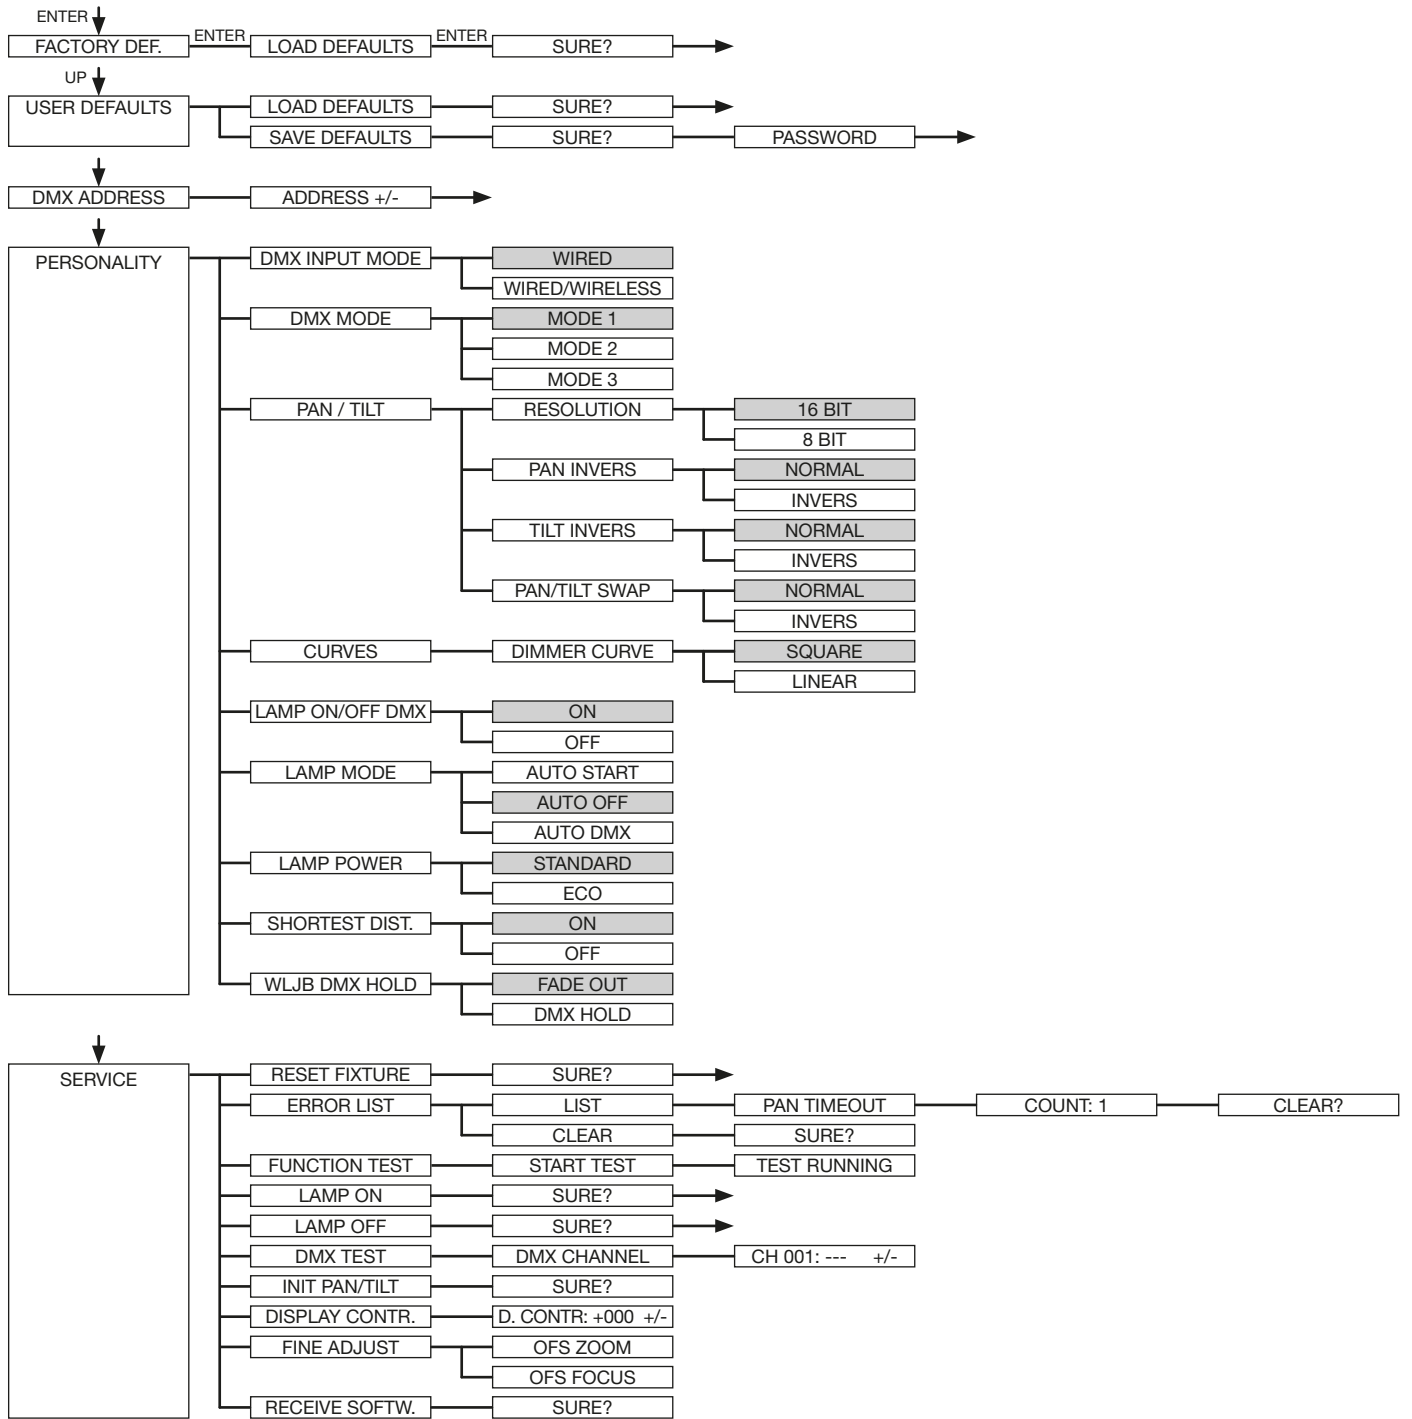 ENTER
FACTORY DEF. ENTER LOAD DEFAULTS ENTER SURE?
UP
USER DEFAULTS LOAD DEFAULTS SURE?
SAVE DEFAULTS SURE? PASSWORD
DMX ADDRESS ADDRESS +/-
PERSONALITY DMX INPUT MODE WIRED
WIRED/WIRELESS
DMX MODE MODE 1
MODE 2
MODE 3
PAN / TILT RESOLUTION 16 BIT
8 BIT
PAN INVERS NORMAL
INVERS
TILT INVERS NORMAL
INVERS
PAN/TILT SWAP NORMAL
INVERS
CURVES DIMMER CURVE SQUARE
LINEAR
LAMP ON/OFF DMX ON
OFF
LAMP MODE AUTO START
AUTO OFF
AUTO DMX
LAMP POWER STANDARD
ECO
SHORTEST DIST. ON
OFF
WLJB DMX HOLD FADE OUT
DMX HOLD
SERVICE RESET FIXTURE SURE?
ERROR LIST LIST PAN TIMEOUT COUNT: 1 CLEAR?
CLEAR SURE?
FUNCTION TEST START TEST TEST RUNNING
LAMP ON SURE?
LAMP OFF SURE?
DMX TEST DMX CHANNEL CH 001: --- +/-
INIT PAN/TILT SURE?
DISPLAY CONTR. D. CONTR: +000 +/-
FINE ADJUST OFS ZOOM
OFS FOCUS
RECEIVE SOFTW. SURE?